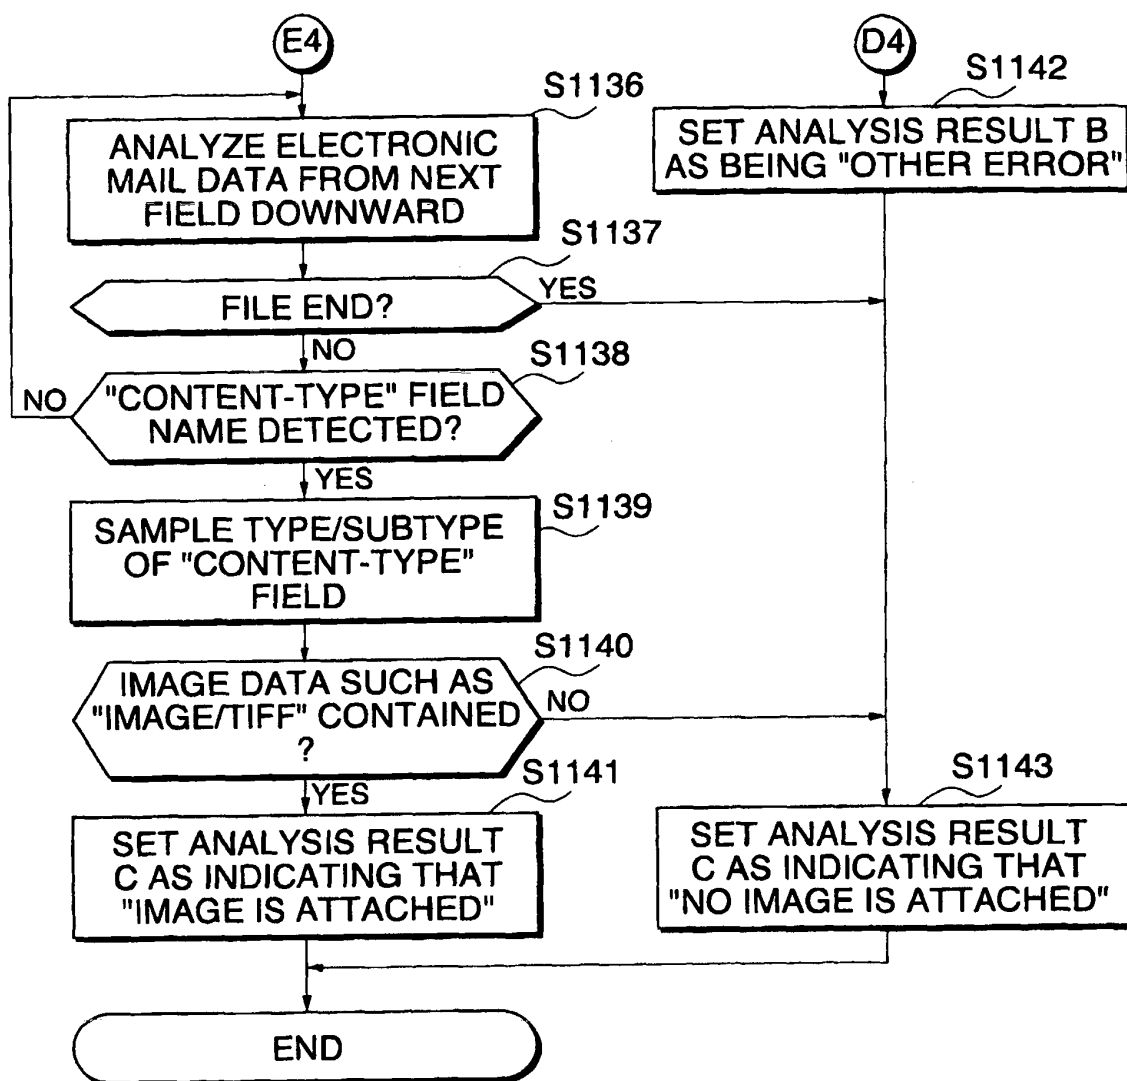 E4
S1136
ANALYZE ELECTRONIC
MAIL DATA FROM NEXT
FIELD DOWNWARD
S1137
FILE END?
YES
NO
S1138
"CONTENT-TYPE" FIELD
NAME DETECTED?
NO
YES
S1139
SAMPLE TYPE/SUBTYPE
OF "CONTENT-TYPE"
FIELD
S1140
IMAGE DATA SUCH AS
"IMAGE/TIFF" CONTAINED
?
NO
YES
S1141
SET ANALYSIS RESULT
C AS INDICATING THAT
"IMAGE IS ATTACHED"
D4
S1142
SET ANALYSIS RESULT B
AS BEING "OTHER ERROR"
S1143
SET ANALYSIS RESULT
C AS INDICATING THAT
"NO IMAGE IS ATTACHED"
END